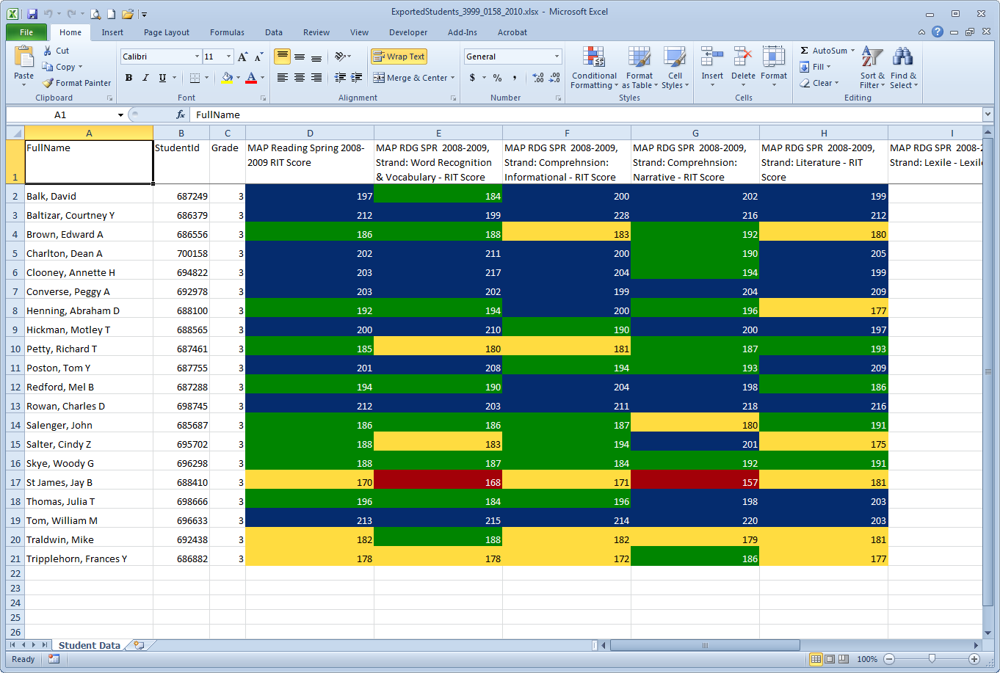 ExportedStudents_3999_0158_2010.xlsx - Microsoft Excel
File Home Insert Page Layout Formulas Data Review View Developer Add-Ins Acrobat
Paste Cut Copy Format Painter Clipboard
Calibri 11 B I U A A A Font
Wrap Text Merge & Center Alignment
General $ % , .00 .0 Number
Conditional Formatting Format as Table Cell Styles Styles
Insert Delete Format Cells
Σ AutoSum Fill Clear Sort & Filter Find & Select Editing
A1 fx FullName
A B C D E F G H I
1 FullName StudentId Grade MAP Reading Spring 2008-2009 RIT Score MAP RDG SPR 2008-2009, Strand: Word Recognition & Vocabulary - RIT Score MAP RDG SPR 2008-2009, Strand: Comprehnsion: Informational - RIT Score MAP RDG SPR 2008-2009, Strand: Comprehnsion: Narrative - RIT Score MAP RDG SPR 2008-2009, Strand: Literature - RIT Score MAP RDG SPR 2008-2 Strand: Lexile - Lexil
2 Balk, David 687249 3 197 184 200 202 199
3 Baltizar, Courtney Y 686379 3 212 199 228 216 212
4 Brown, Edward A 686556 3 186 188 183 192 180
5 Charlton, Dean A 700158 3 202 211 200 190 205
6 Clooney, Annette H 694822 3 203 217 204 194 199
7 Converse, Peggy A 692978 3 203 202 199 204 209
8 Henning, Abraham D 688100 3 192 194 200 196 177
9 Hickman, Motley T 688565 3 200 210 190 200 197
10 Petty, Richard T 687461 3 185 180 181 187 193
11 Poston, Tom Y 687755 3 201 208 194 193 209
12 Redford, Mel B 687288 3 194 190 204 198 186
13 Rowan, Charles D 698745 3 212 203 211 218 216
14 Salenger, John 685687 3 186 186 187 180 191
15 Salter, Cindy Z 695702 3 188 183 194 201 175
16 Skye, Woody G 696298 3 188 187 184 192 191
17 St James, Jay B 688410 3 170 168 171 157 181
18 Thomas, Julia T 698666 3 196 184 196 198 203
19 Tom, William M 696633 3 213 215 214 220 203
20 Traldwin, Mike 692438 3 182 188 182 179 181
21 Tripplehorn, Frances Y 686882 3 178 178 172 186 177
22
23
24
25
26
Student Data
Ready 100%